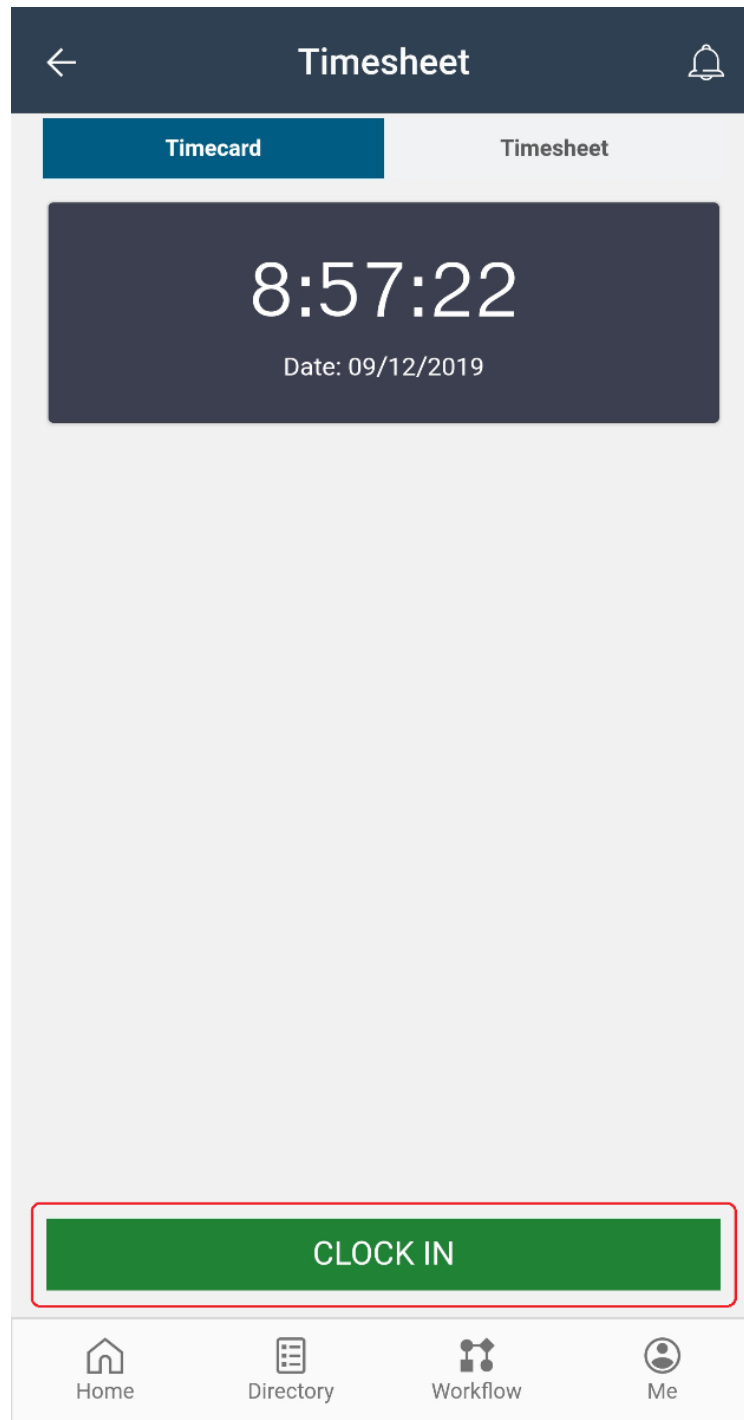 Timesheet
Timecard Timesheet
8:57:22
Date: 09/12/2019
CLOCK IN
Home Directory Workflow Me